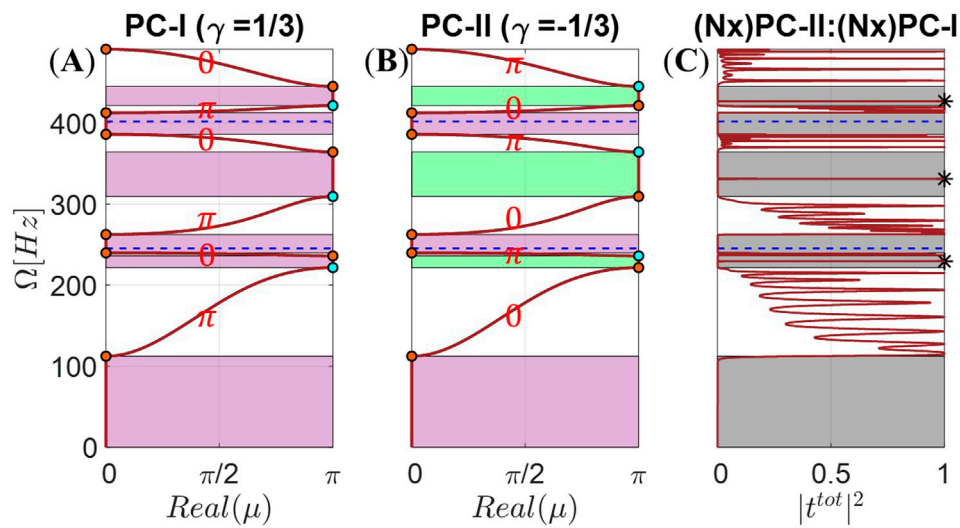 PC-I (γ =1/3)
PC-II (γ =-1/3)
(Nx)PC-II:(Nx)PC-I
(A)
(B)
(C)
0
π
π
0
0
π
π
0
0
π
π
0
400
300
200
100
0
Ω[Hz]
0
π/2
π
0
π/2
π
0
0.5
1
Real(μ)
Real(μ)
|t^{tot}|^2